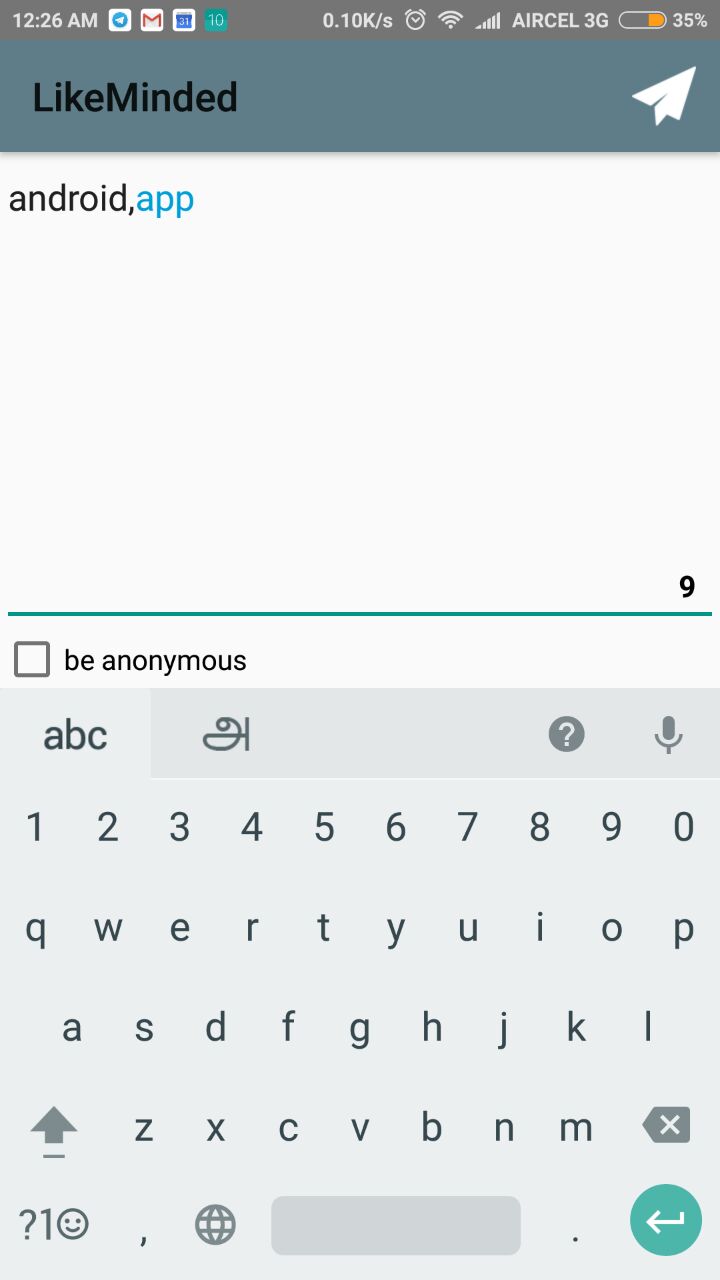 12:26 AM 31 10 0.10K/s AIRCEL 3G 35%
LikeMinded
android,app
9
be anonymous
abc அ ?
1 2 3 4 5 6 7 8 9 0
q w e r t y u i o p
a s d f g h j k l
z x c v b n m
?1☺ , .